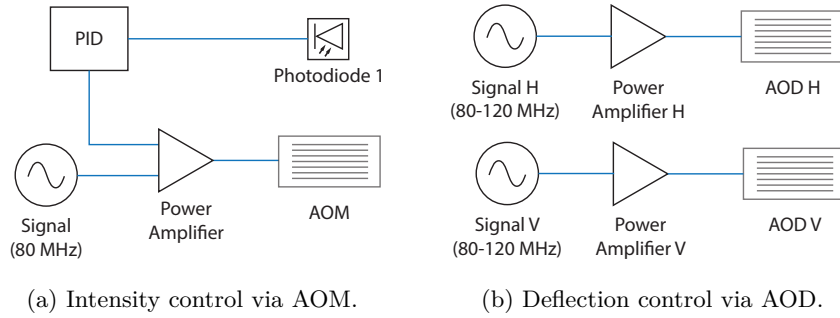 PID
Photodiode 1
Signal
(80 MHz)
Power
Amplifier
AOM
(a) Intensity control via AOM.
Signal H
(80-120 MHz)
Power
Amplifier H
AOD H
Signal V
(80-120 MHz)
Power
Amplifier V
AOD V
(b) Deflection control via AOD.